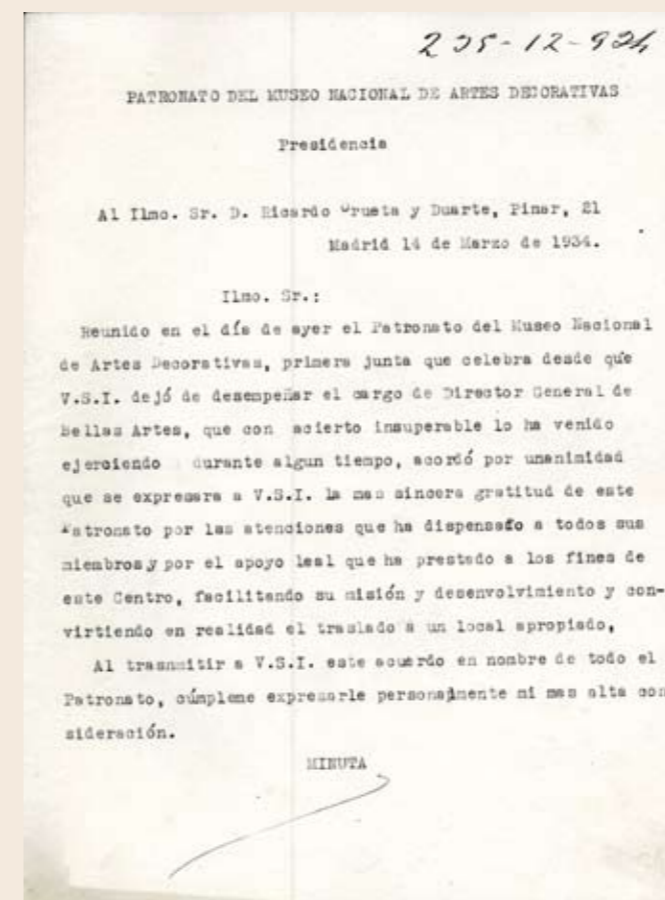 235-12-934
PATRONATO DEL MUSEO NACIONAL DE ARTES DECORATIVAS
Presidencia
Al Ilmo. Sr. D. Ricardo Orueta y Duarte, Pinar, 21
Madrid 14 de Marzo de 1934.
Ilmo. Sr.:
Reunido en el día de ayer el Patronato del Museo Nacional
de Artes Decorativas, primera junta que celebra desde que
V.S.I. dejó de desempeñar el cargo de Director General de
Bellas Artes, que con acierto insuperable lo ha venido
ejerciendo durante algun tiempo, acordó por unanimidad
que se expresara a V.S.I. la mas sincera gratitud de este
Patronato por las atenciones que ha dispensado a todos sus
miembros y por el apoyo leal que ha prestado a los fines de
este Centro, facilitando su misión y desenvolvimiento y con-
virtiendo en realidad el traslado a un local apropiado,
Al trasmitir a V.S.I. este acuerdo en nombre de todo el
Patronato, cúmpleme expresarle personalmente mi mas alta con
sideración.
MINUTA